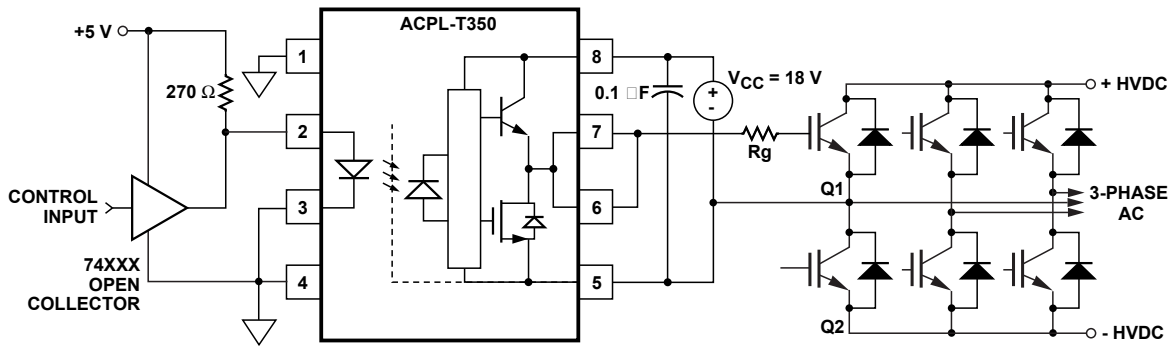 ACPL-T350
+5 V
270 Ω
1
2
3
4
8
7
6
5
CONTROL
INPUT
74XXX
OPEN
COLLECTOR
0.1 □F
VCC = 18 V
+
-
Rg
Q1
Q2
+ HVDC
3-PHASE
AC
- HVDC